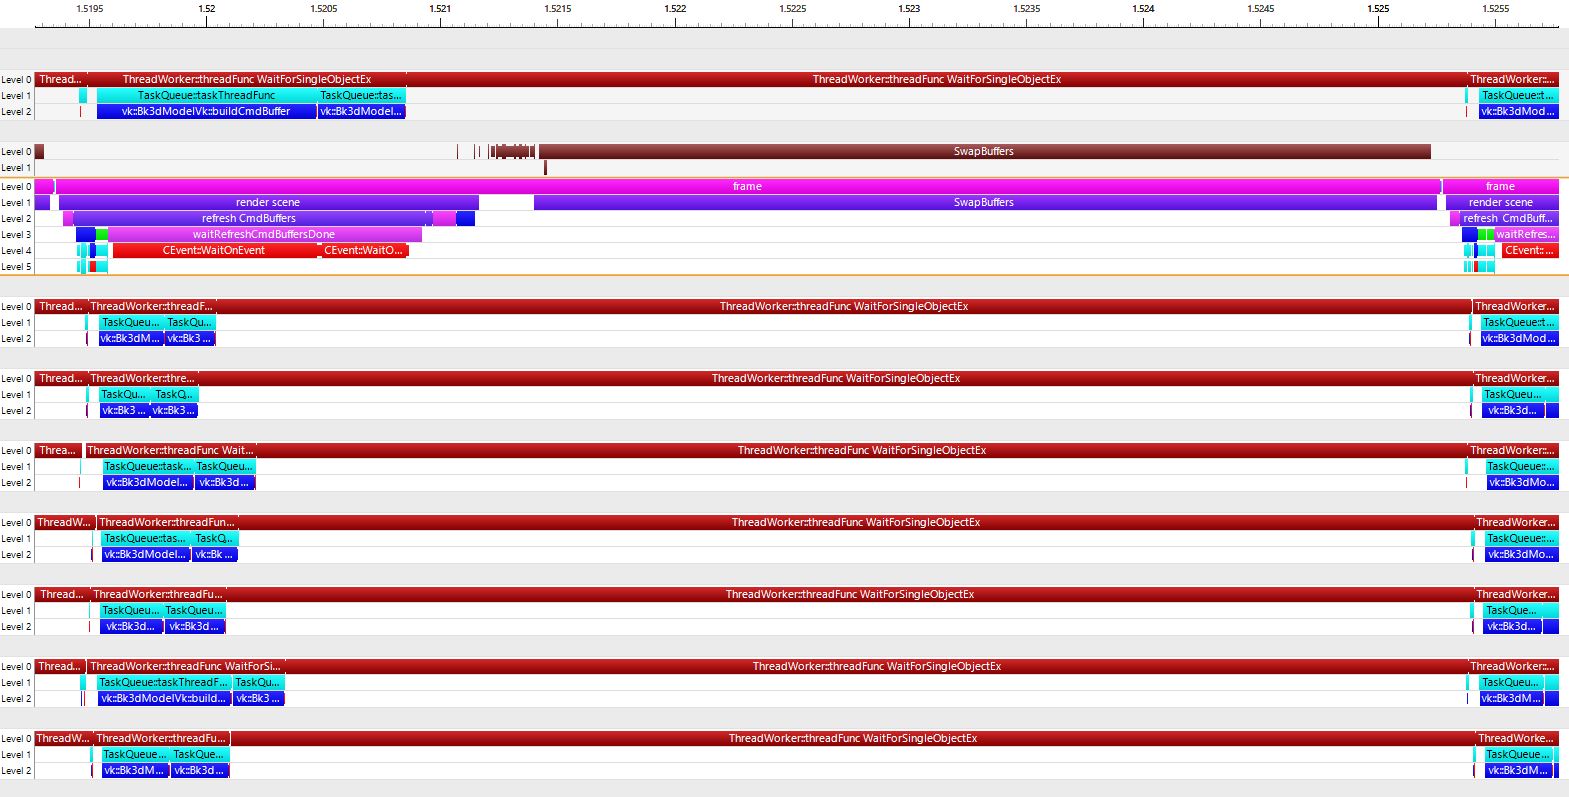 1.5195 1.52 1.5205 1.521 1.5215 1.522 1.5225 1.523 1.5235 1.524 1.5245 1.525 1.5255
Level 0 Thread... ThreadWorker::threadFunc WaitForSingleObjectEx ThreadWorker::threadFunc WaitForSingleObjectEx ThreadWorker::...
Level 1 TaskQueue::taskThreadFunc TaskQueue::tas... TaskQueue::t...
Level 2 vk::Bk3dModelVk::buildCmdBuffer vk::Bk3dModel... vk::Bk3dMod...
Level 0 SwapBuffers
Level 1
Level 0 frame frame
Level 1 render scene SwapBuffers render scene
Level 2 refresh CmdBuffers refresh CmdBuff...
Level 3 waitRefreshCmdBuffersDone waitRefres...
Level 4 CEvent::WaitOnEvent CEvent::WaitO... CEvent::...
Level 5
Level 0 Thread... ThreadWorker::threadF... ThreadWorker::threadFunc WaitForSingleObjectEx ThreadWorker...
Level 1 TaskQueu... TaskQu... TaskQueue::t...
Level 2 vk::Bk3dM... vk::Bk3 ... vk::Bk3dMod...
Level 0 Thread... ThreadWorker::thre... ThreadWorker::threadFunc WaitForSingleObjectEx ThreadWorker...
Level 1 TaskQu... TaskQ... TaskQueu...
Level 2 vk::Bk3 ... vk::Bk3... vk::Bk3d...
Level 0 Threa... ThreadWorker::threadFunc Wait... ThreadWorker::threadFunc WaitForSingleObjectEx ThreadWorker::...
Level 1 TaskQueue::task... TaskQueu... TaskQueue::...
Level 2 vk::Bk3dModel... vk::Bk3d... vk::Bk3dMo...
Level 0 ThreadW... ThreadWorker::threadFun... ThreadWorker::threadFunc WaitForSingleObjectEx ThreadWorker...
Level 1 TaskQueue::tas... TaskQ... TaskQueue::...
Level 2 vk::Bk3dModel... vk::Bk ... vk::Bk3dMo...
Level 0 Thread... ThreadWorker::threadFu... ThreadWorker::threadFunc WaitForSingleObjectEx ThreadWorker...
Level 1 TaskQueu... TaskQueu... TaskQue...
Level 2 vk::Bk3d... vk::Bk3d ... vk::Bk3d...
Level 0 Thread... ThreadWorker::threadFunc WaitForSi... ThreadWorker::threadFunc WaitForSingleObjectEx ThreadWorker::...
Level 1 TaskQueue::taskThreadF... TaskQu... TaskQueu...
Level 2 vk::Bk3dModelVk::build... vk::Bk3 ... vk::Bk3dM...
Level 0 ThreadW... ThreadWorker::threadFu... ThreadWorker::threadFunc WaitForSingleObjectEx ThreadWorke...
Level 1 TaskQueue... TaskQue... TaskQueue...
Level 2 vk::Bk3dM... vk::Bk3d ... vk::Bk3dM...